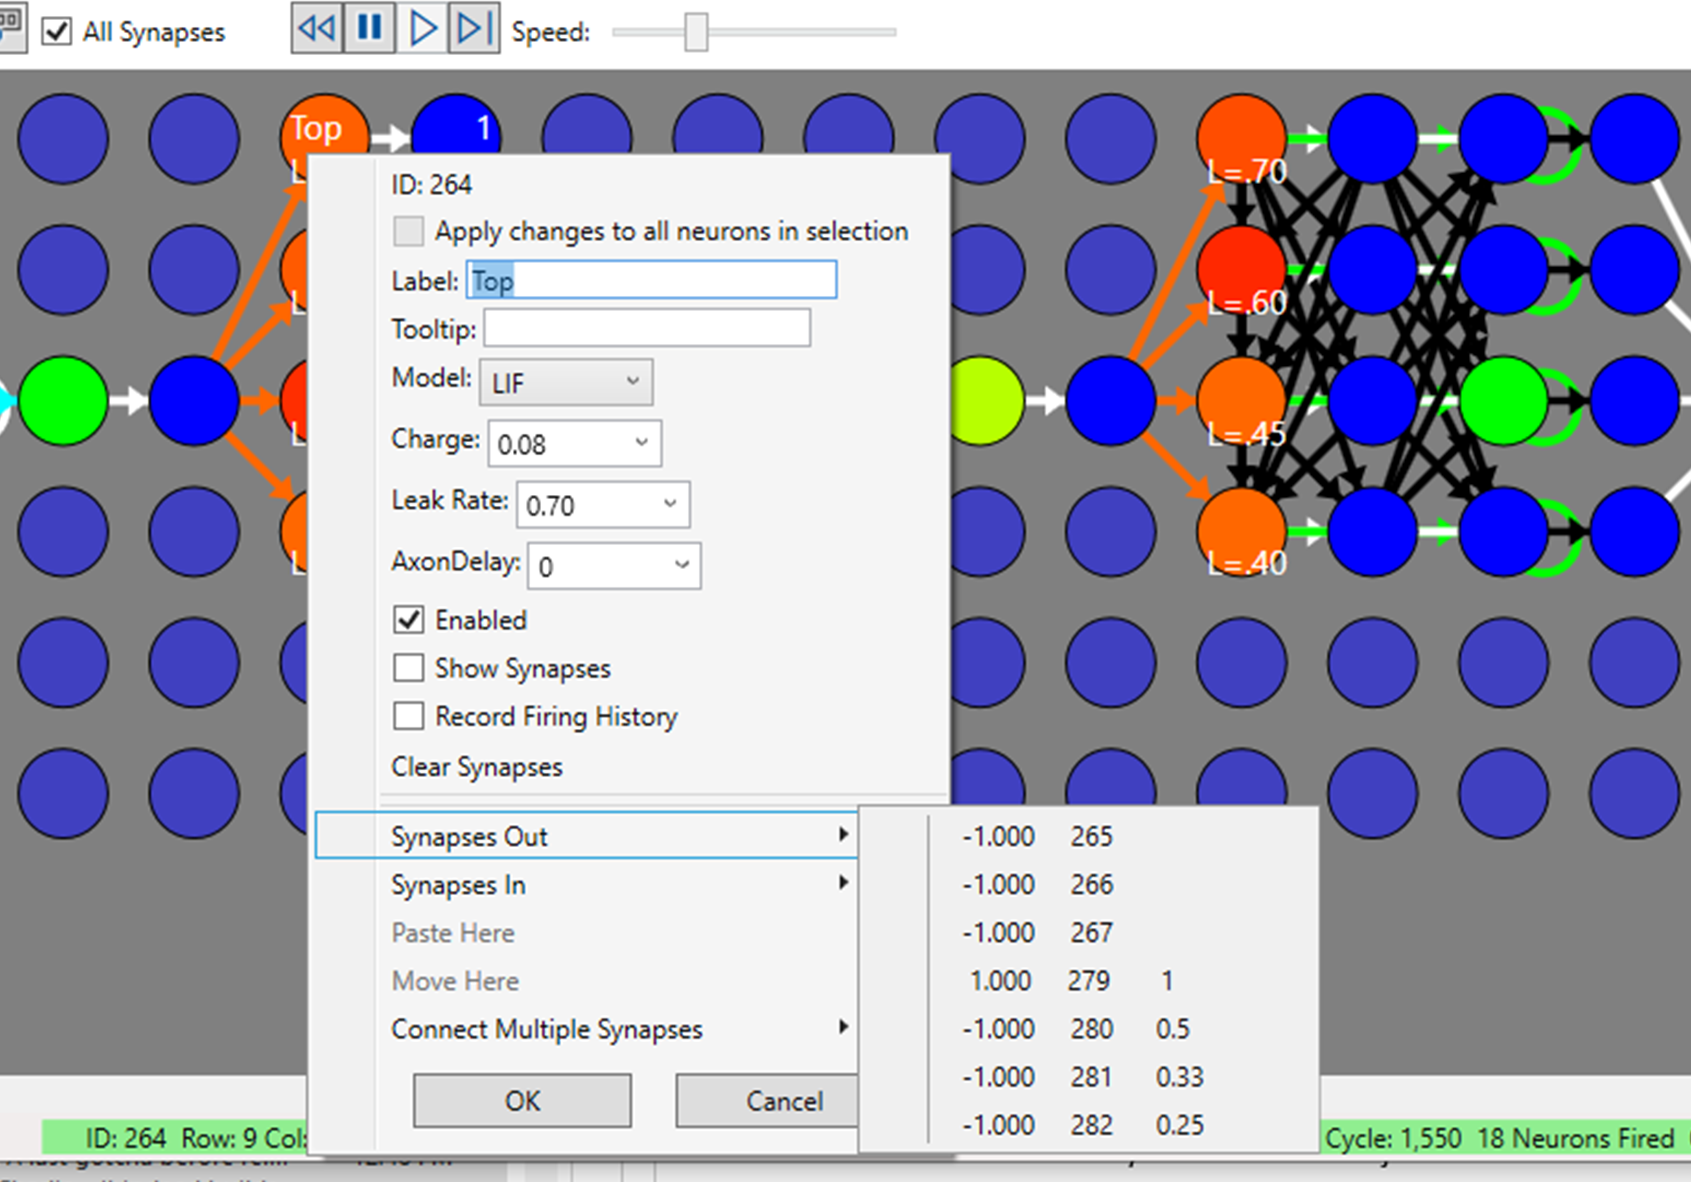 All Synapses
Speed:
Top
1
L=.70
L=.60
L=.45
L=.40
ID: 264
Apply changes to all neurons in selection
Label: Top
Tooltip:
Model: LIF
Charge: 0.08
Leak Rate: 0.70
AxonDelay: 0
Enabled
Show Synapses
Record Firing History
Clear Synapses
Synapses Out
Synapses In
Paste Here
Move Here
Connect Multiple Synapses
OK Cancel
-1.000 265
-1.000 266
-1.000 267
1.000 279 1
-1.000 280 0.5
-1.000 281 0.33
-1.000 282 0.25
ID: 264 Row: 9 Col:
Cycle: 1,550 18 Neurons Fired